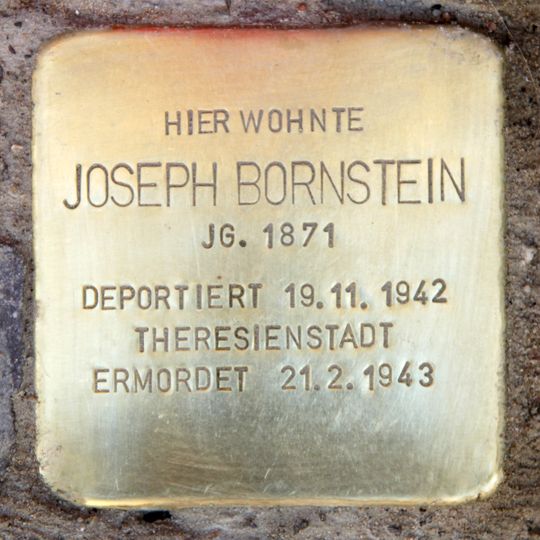 HIER WOHNTE
JOSEPH BORNSTEIN
JG. 1871
DEPORTIERT 19.11.1942
THERESIENSTADT
ERMORDET 21.2.1943